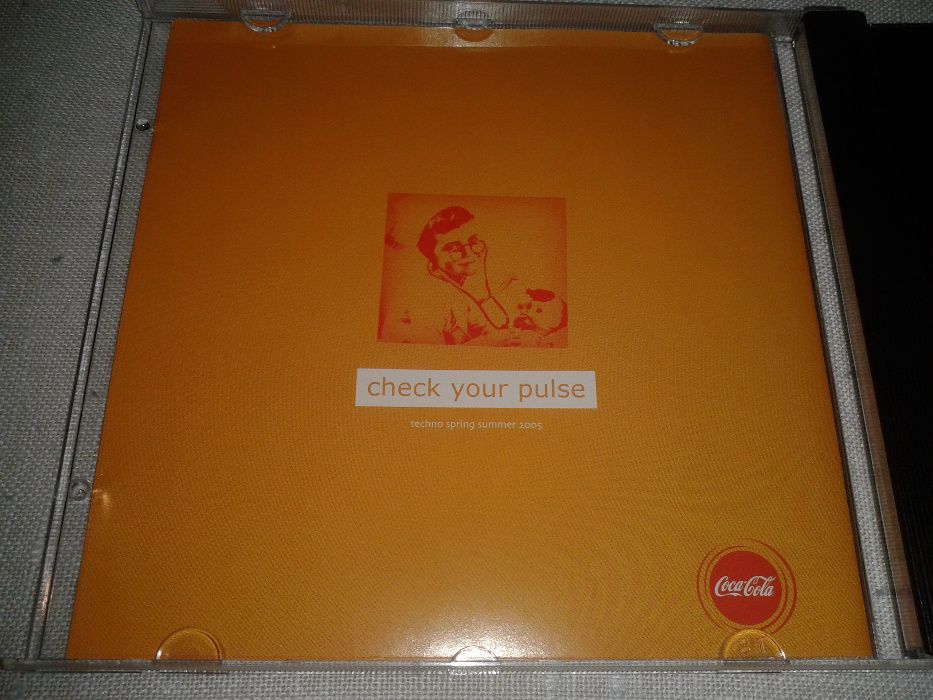 check your pulse
techno spring summer 2005
Coca-Cola